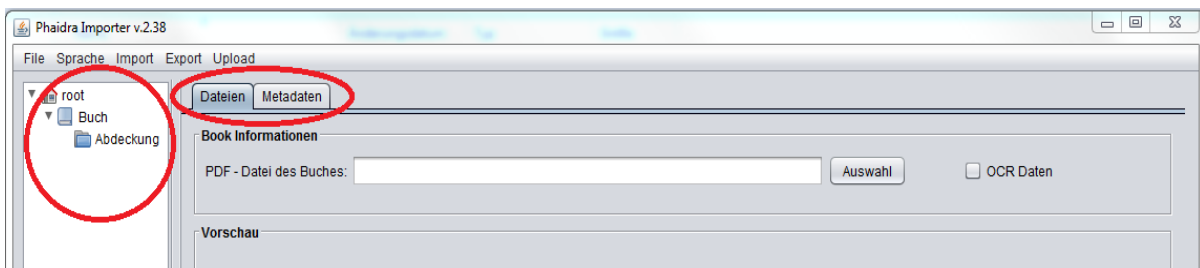 Phaidra Importer v.2.38
File Sprache Import Export Upload
root
Buch
Abdeckung
Dateien Metadaten
Book Informationen
PDF - Datei des Buches: Auswahl OCR Daten
Vorschau